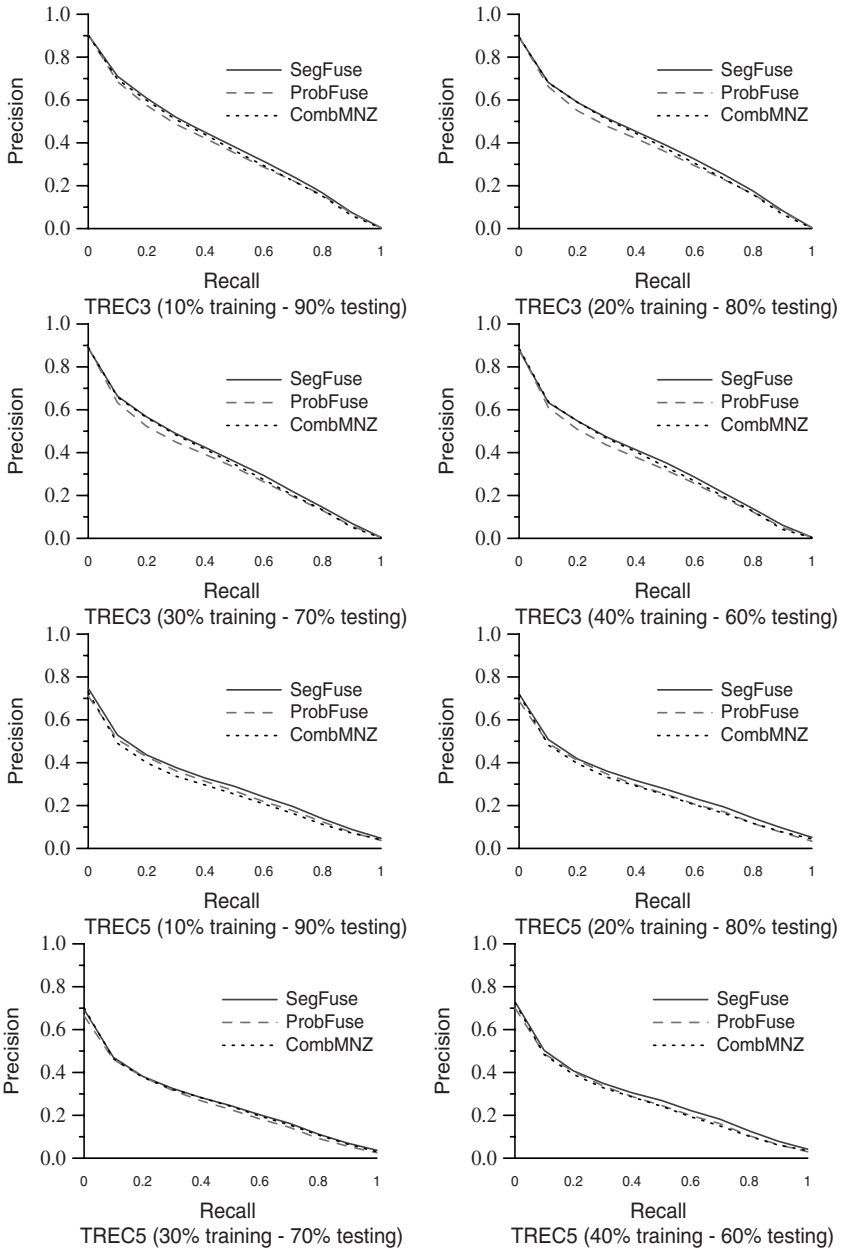 1.0
0.8
0.6
0.4
0.2
0.0
Precision
SegFuse
ProbFuse
CombMNZ
0 0.2 0.4 0.6 0.8 1
Recall
TREC3 (10% training - 90% testing)
1.0
0.8
0.6
0.4
0.2
0.0
Precision
SegFuse
ProbFuse
CombMNZ
0 0.2 0.4 0.6 0.8 1
Recall
TREC3 (20% training - 80% testing)
1.0
0.8
0.6
0.4
0.2
0.0
Precision
SegFuse
ProbFuse
CombMNZ
0 0.2 0.4 0.6 0.8 1
Recall
TREC3 (30% training - 70% testing)
1.0
0.8
0.6
0.4
0.2
0.0
Precision
SegFuse
ProbFuse
CombMNZ
0 0.2 0.4 0.6 0.8 1
Recall
TREC3 (40% training - 60% testing)
1.0
0.8
0.6
0.4
0.2
0.0
Precision
SegFuse
ProbFuse
CombMNZ
0 0.2 0.4 0.6 0.8 1
Recall
TREC5 (10% training - 90% testing)
1.0
0.8
0.6
0.4
0.2
0.0
Precision
SegFuse
ProbFuse
CombMNZ
0 0.2 0.4 0.6 0.8 1
Recall
TREC5 (20% training - 80% testing)
1.0
0.8
0.6
0.4
0.2
0.0
Precision
SegFuse
ProbFuse
CombMNZ
0 0.2 0.4 0.6 0.8 1
Recall
TREC5 (30% training - 70% testing)
1.0
0.8
0.6
0.4
0.2
0.0
Precision
SegFuse
ProbFuse
CombMNZ
0 0.2 0.4 0.6 0.8 1
Recall
TREC5 (40% training - 60% testing)